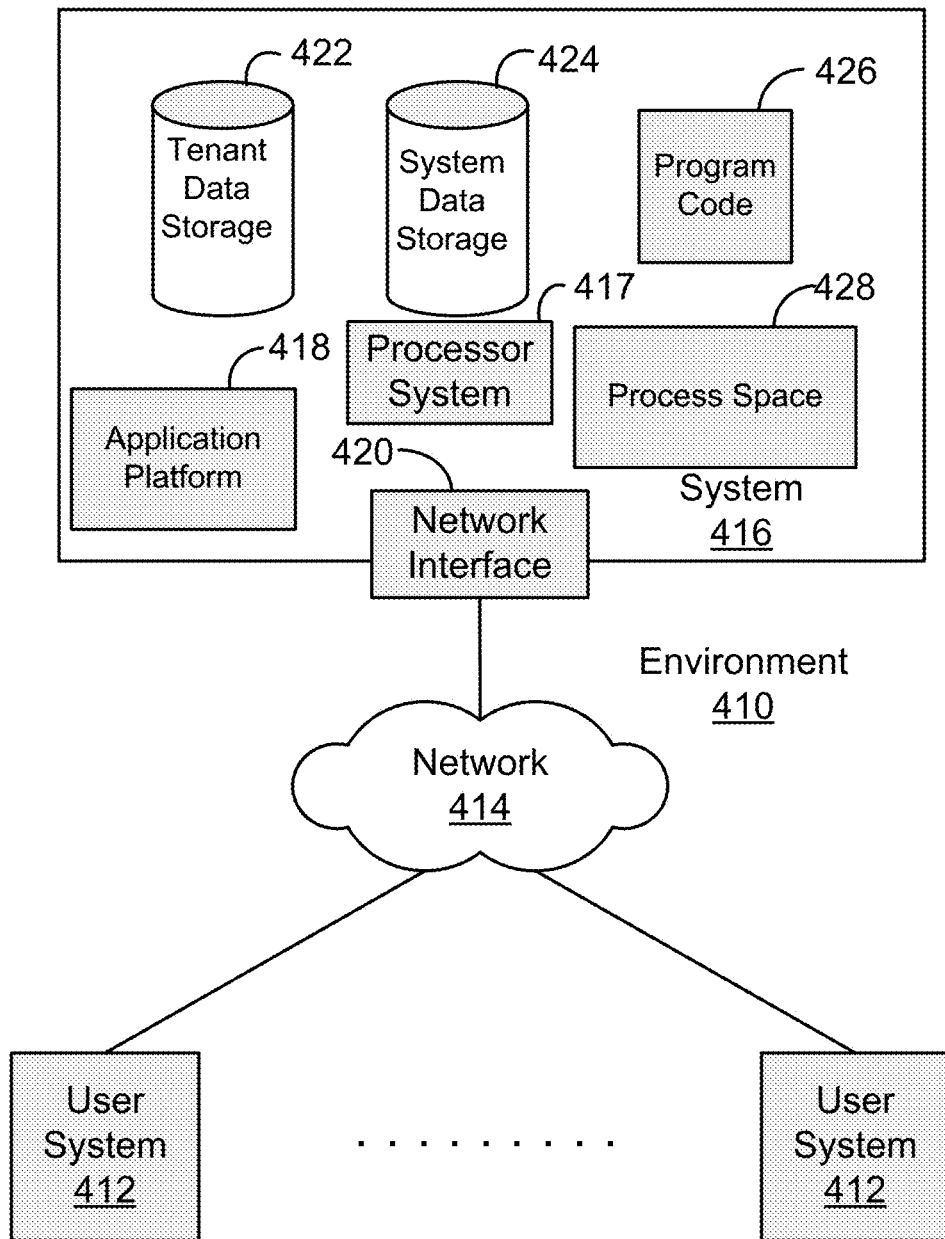 422
424
426
Tenant
Data
Storage
System
Data
Storage
Program
Code
417
428
418
Processor
System
Process Space
Application
Platform
420
System
416
Network
Interface
Environment
410
Network
414
User
System
412
. . . . . . . . .
User
System
412